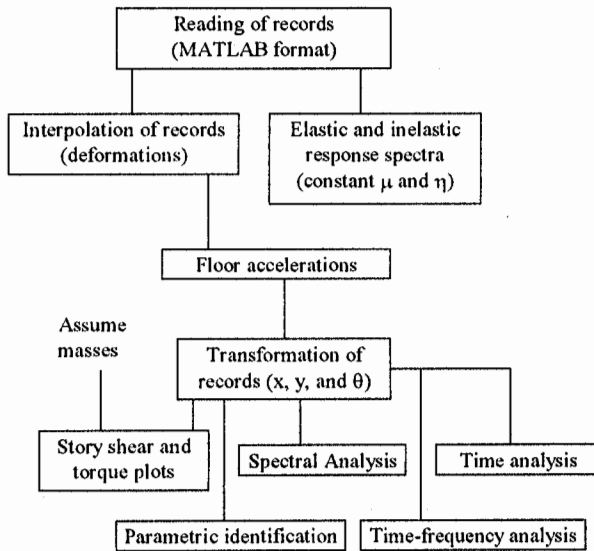 Reading of records
(MATLAB format)
Interpolation of records
(deformations)
Elastic and inelastic
response spectra
(constant μ and η)
Floor accelerations
Assume
masses
Transformation of
records (x, y, and θ)
Story shear and
torque plots
Spectral Analysis
Time analysis
Parametric identification
Time-frequency analysis